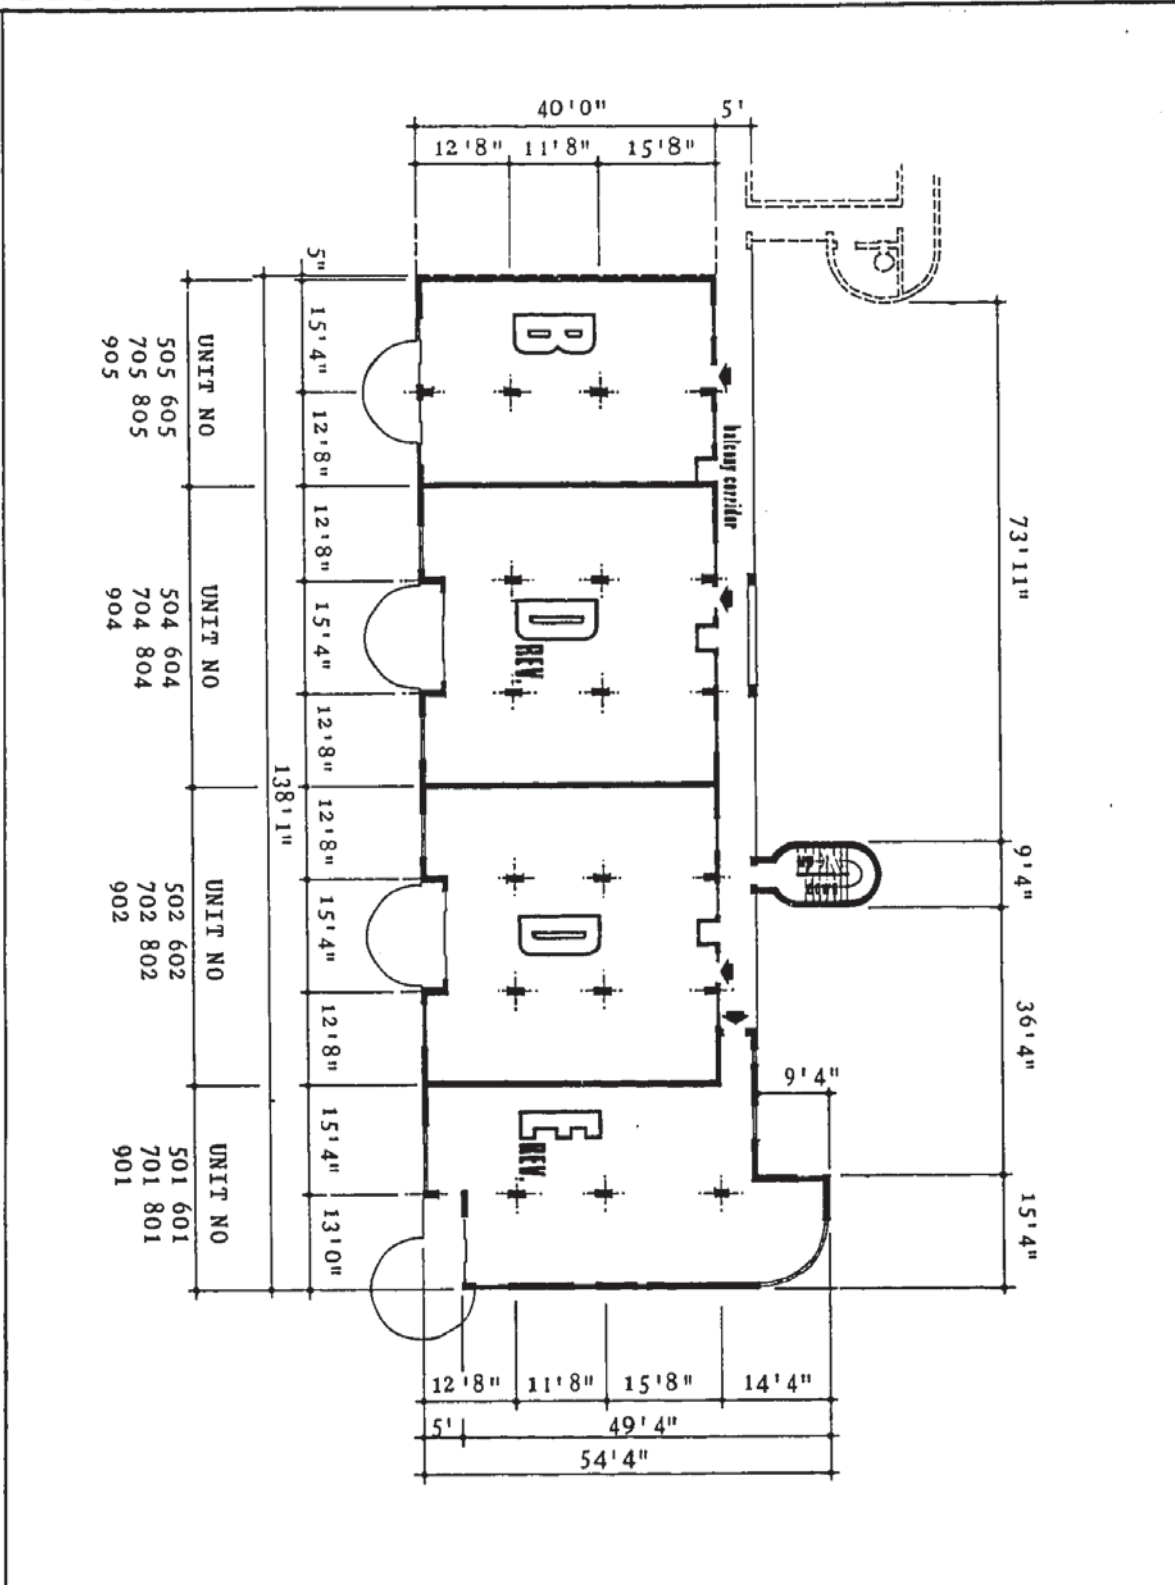 40'0" 5'
12'8" 11'8" 15'8"
5"
15'4"
12'8"
12'8"
15'4"
12'8"
12'8"
15'4"
12'8"
15'4"
13'0"
138'1"
UNIT NO
505 605
705 805
905
UNIT NO
504 604
704 804
904
UNIT NO
502 602
702 802
902
UNIT NO
501 601
701 801
901
B
balcony corridor
D
REV.
D
E
REV.
73'11"
9'4"
36'4"
9'4"
15'4"
12'8" 11'8" 15'8" 14'4"
5' 49'4"
54'4"